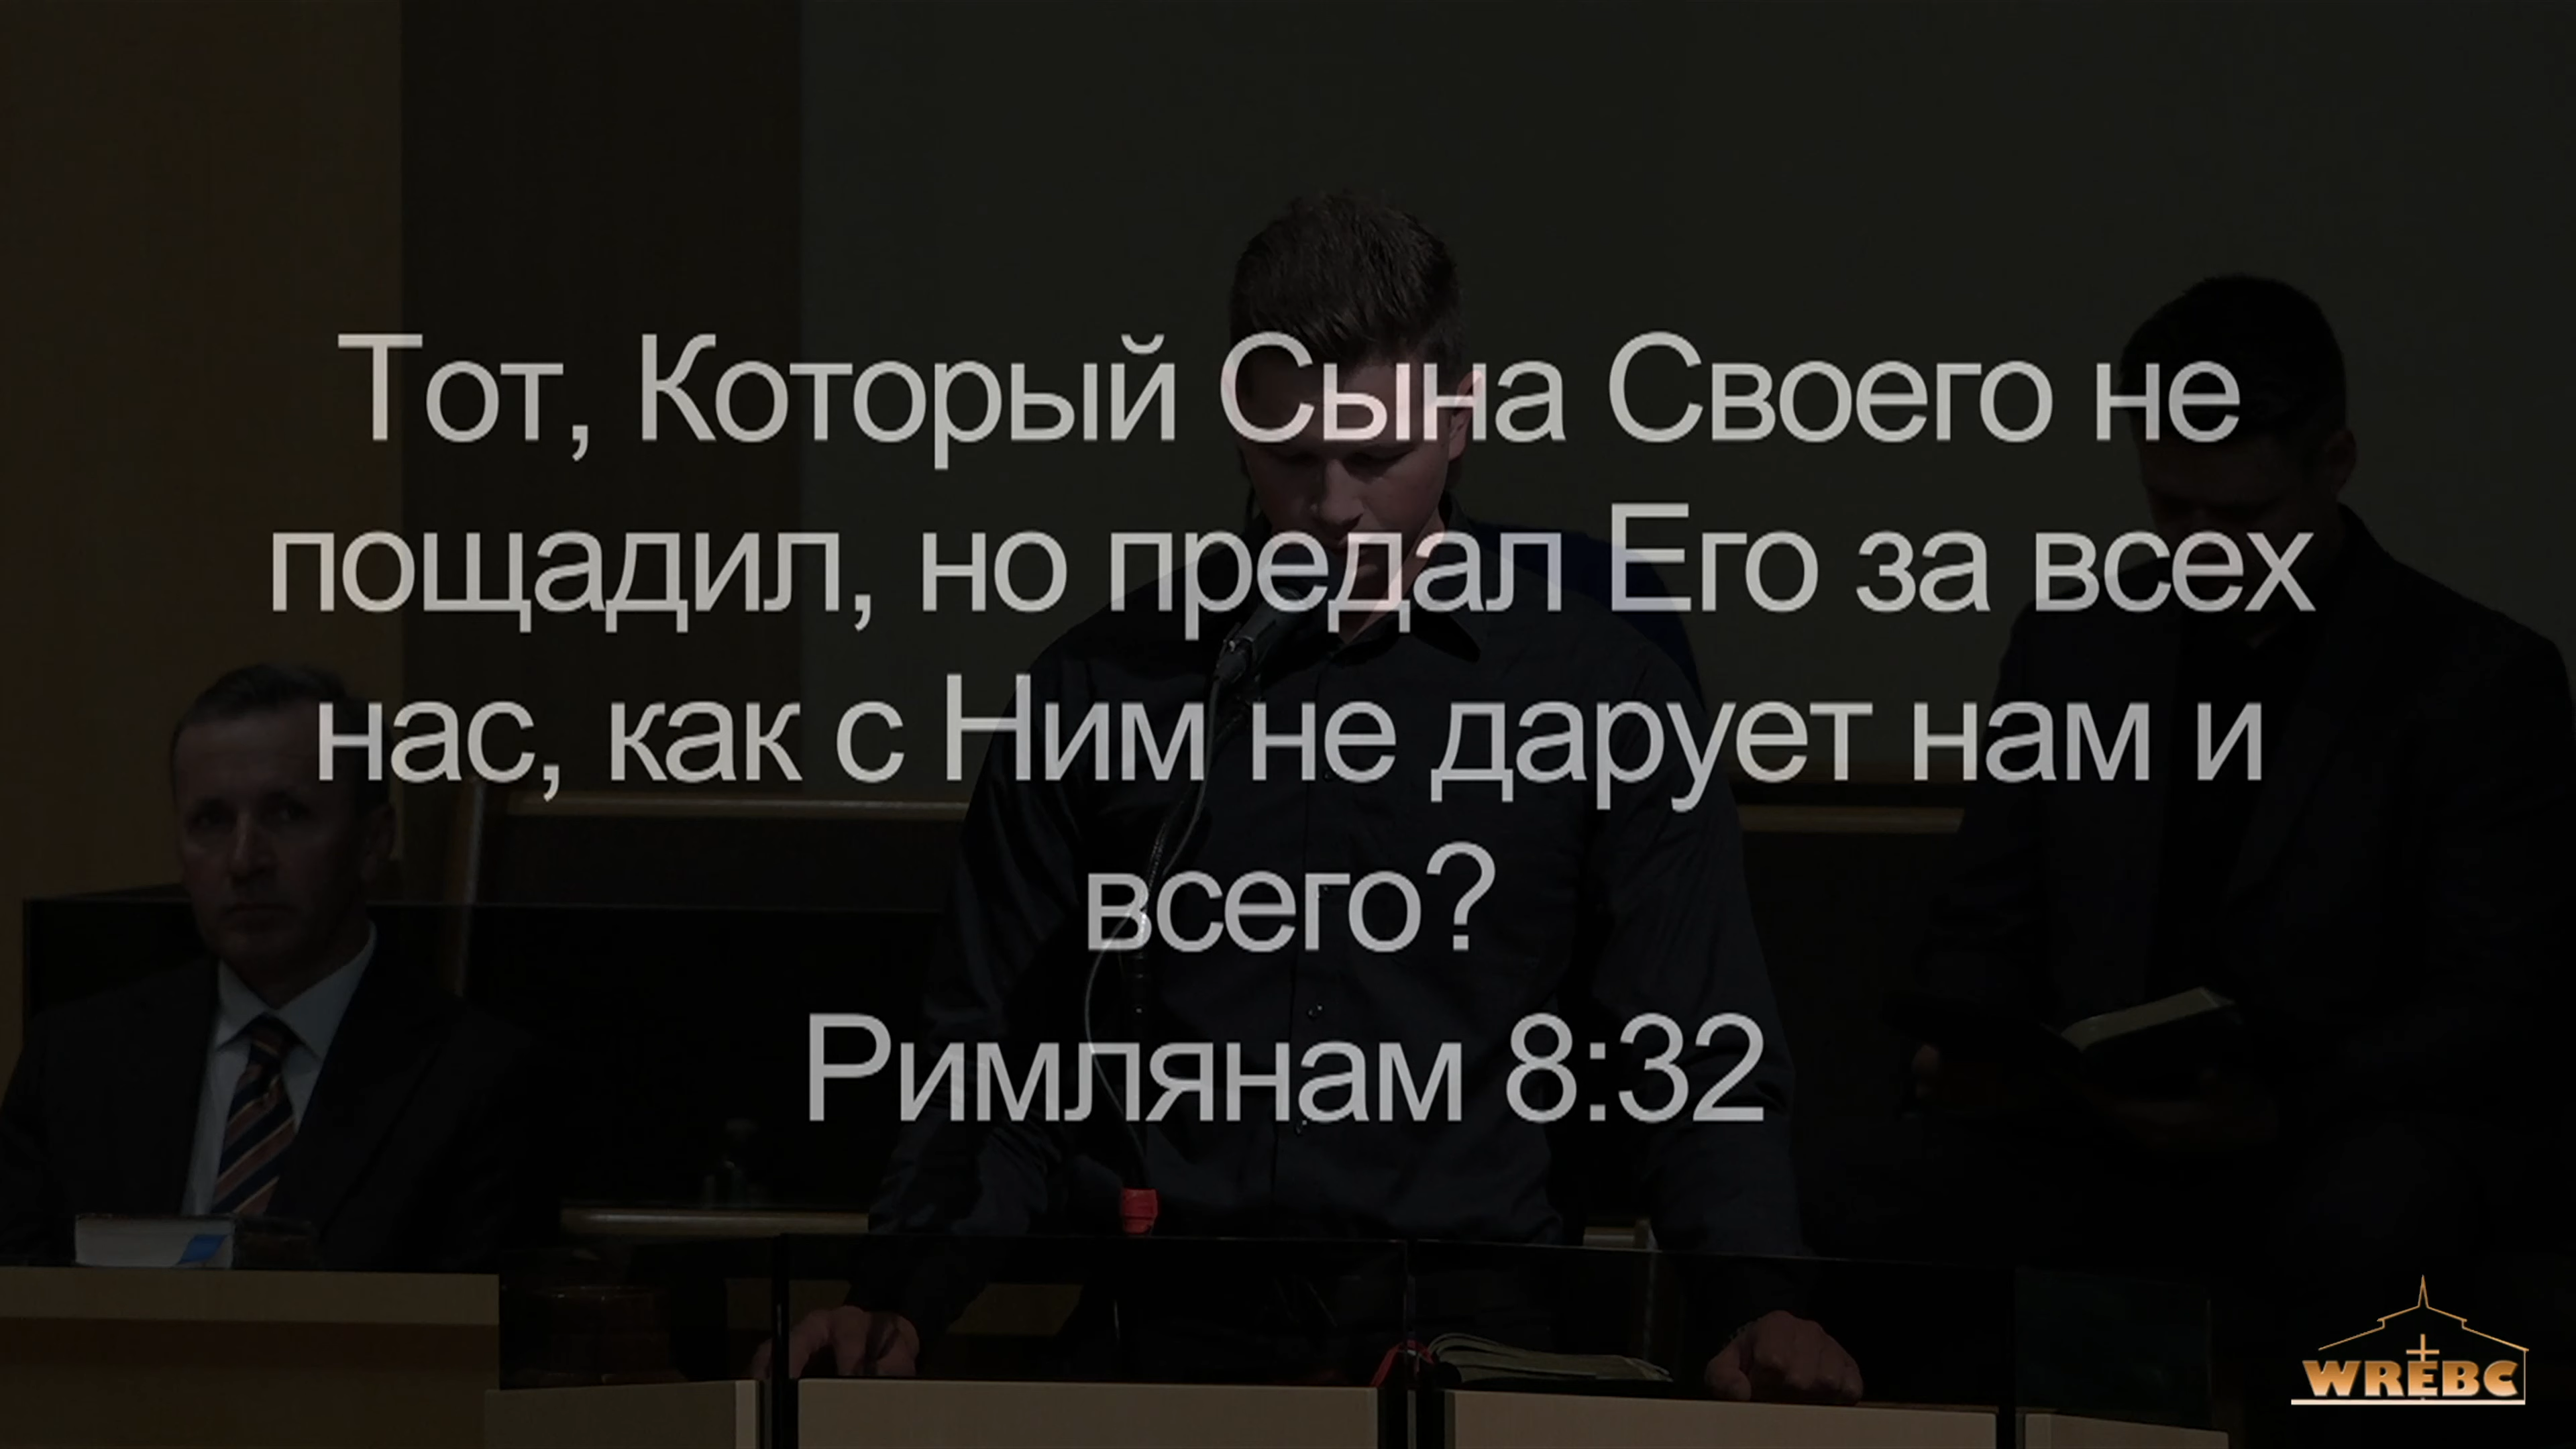 Тот, Который Сына Своего не
пощадил, но предал Его за всех
нас, как с Ним не дарует нам и
всего?
Римлянам 8:32
WREBC